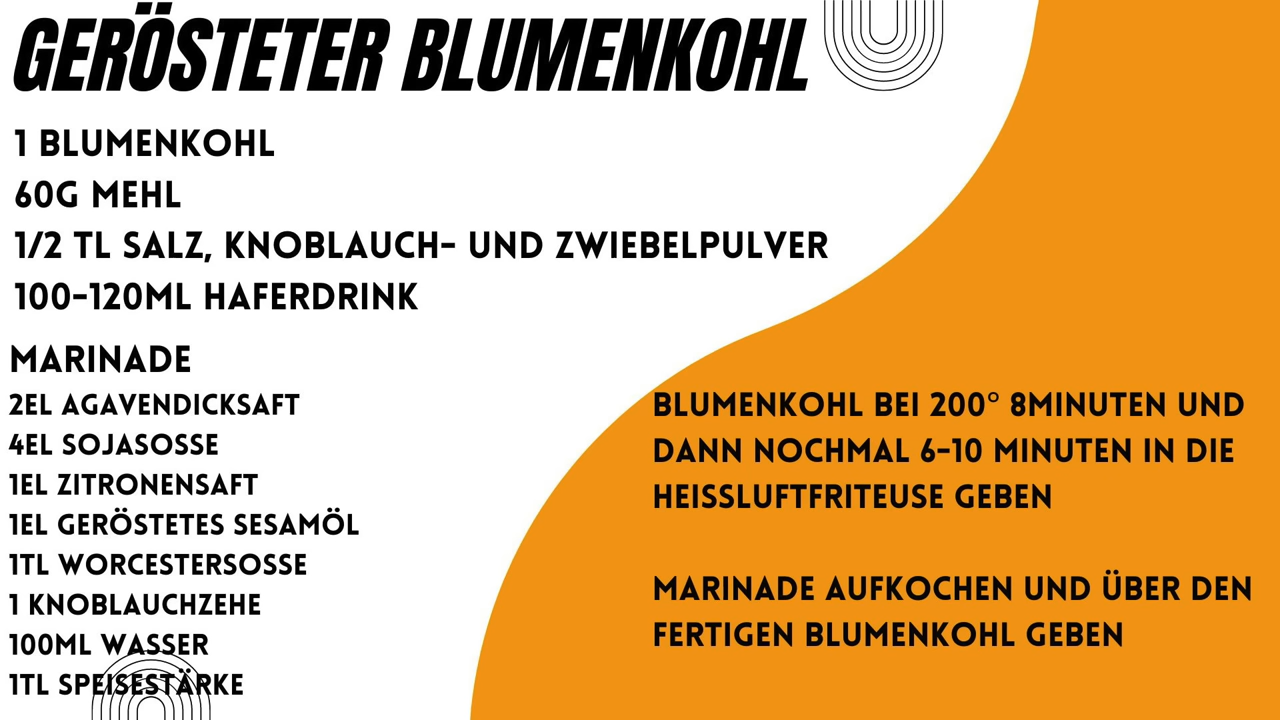 GERÖSTETER BLUMENKOHL
1 BLUMENKOHL
60G MEHL
1/2 TL SALZ, KNOBLAUCH- UND ZWIEBELPULVER
100-120ML HAFERDRINK
MARINADE
2EL AGAVENDICKSAFT
4EL SOJASOSSE
1EL ZITRONENSAFT
1EL GERÖSTETES SESAMÖL
1TL WORCESTERSOSSE
1 KNOBLAUCHZEHE
100ML WASSER
1TL SPEISESTÄRKE
BLUMENKOHL BEI 200° 8MINUTEN UND
DANN NOCHMAL 6-10 MINUTEN IN DIE
HEISSLUFTFRITEUSE GEBEN
MARINADE AUFKOCHEN UND ÜBER DEN
FERTIGEN BLUMENKOHL GEBEN